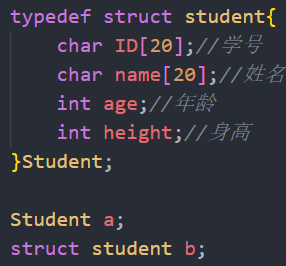 typedef struct student{
    char ID[20];//学号
    char name[20];//姓名
    int age;//年龄
    int height;//身高
}Student;

Student a;
struct student b;